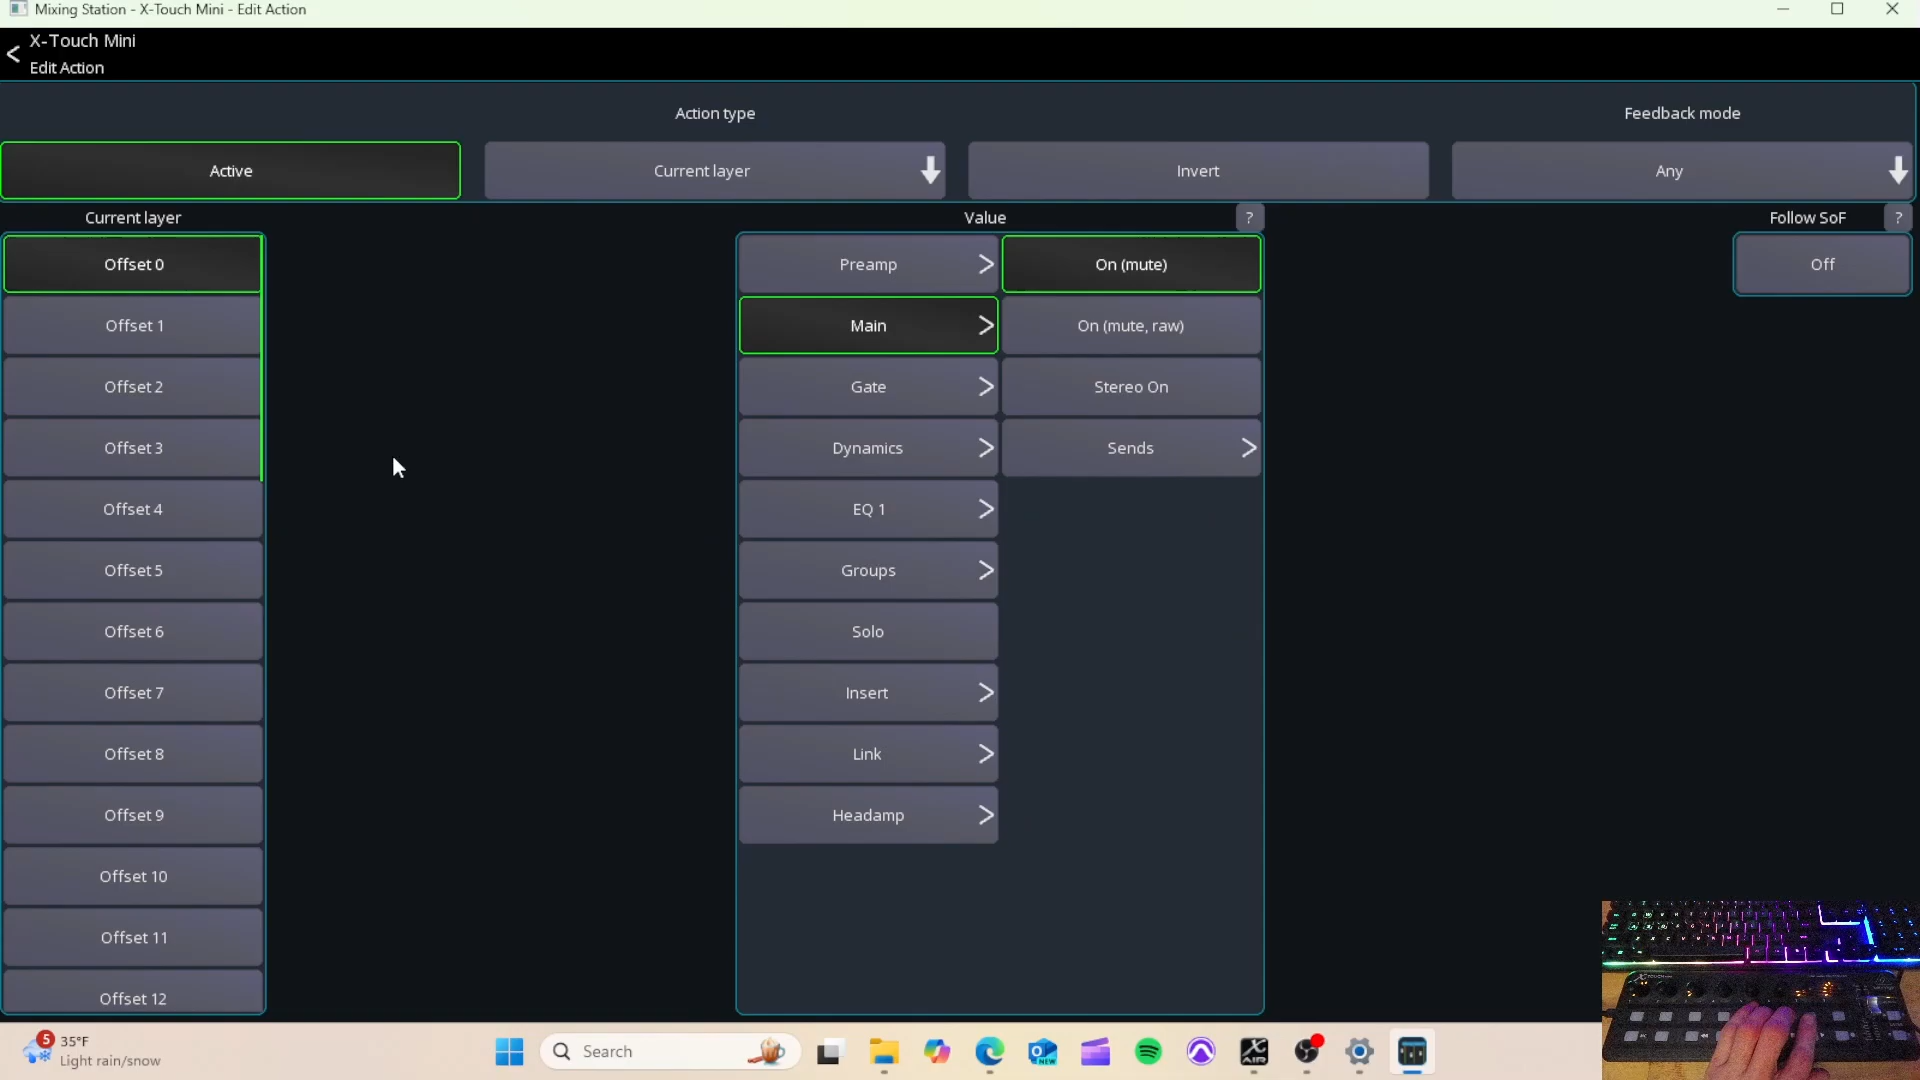 Mixing Station - X-Touch Mini - Edit Action
X-Touch Mini
Edit Action
Action type
Feedback mode
Active
Current layer
Invert
Any
Current layer
Value
?
Follow SoF
?
Offset 0
Preamp
On (mute)
Off
Offset 1
Main
On (mute, raw)
Offset 2
Gate
Stereo On
Offset 3
Dynamics
Sends
Offset 4
EQ 1
Offset 5
Groups
Offset 6
Solo
Offset 7
Insert
Offset 8
Link
Offset 9
Headamp
Offset 10
Offset 11
Offset 12
5
35°F
Light rain/snow
Search
NEW
X AIR